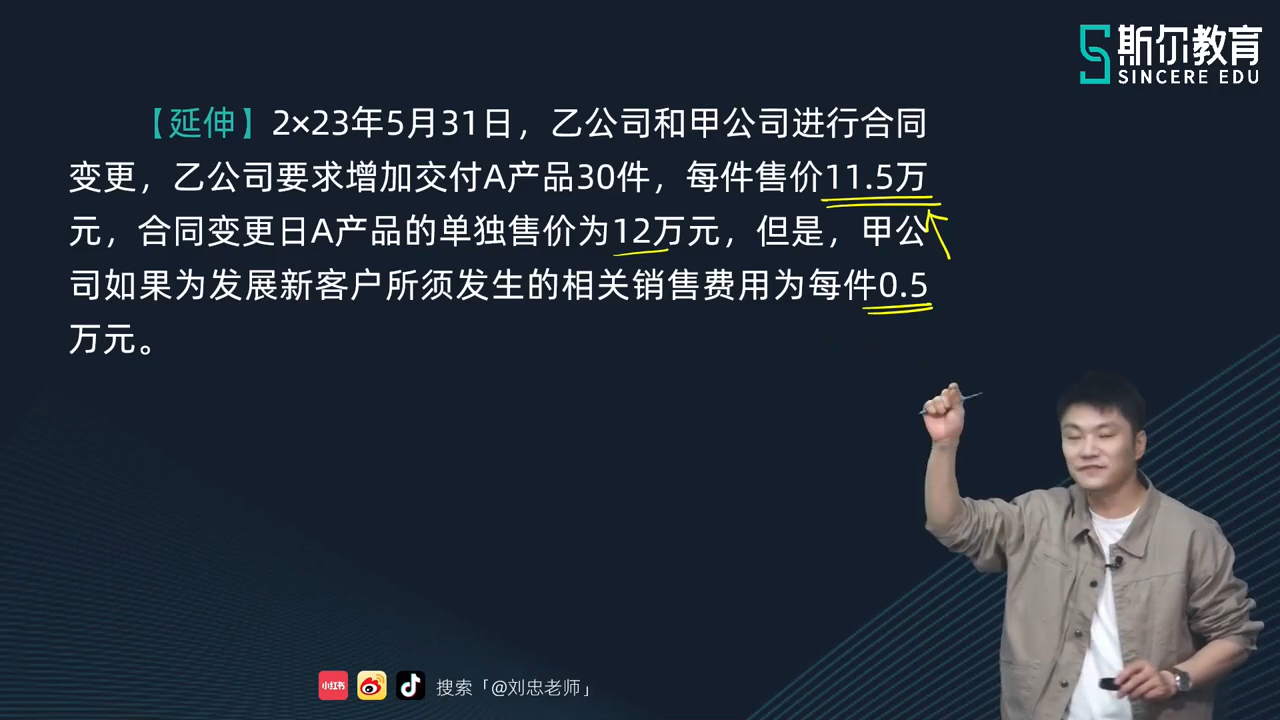 斯尔教育
SINCERE EDU
【延伸】2×23年5月31日，乙公司和甲公司进行合同
变更，乙公司要求增加交付A产品30件，每件售价11.5万
元，合同变更日A产品的单独售价为12万元，但是，甲公
司如果为发展新客户所须发生的相关销售费用为每件0.5
万元。
小红书 搜索「@刘忠老师」